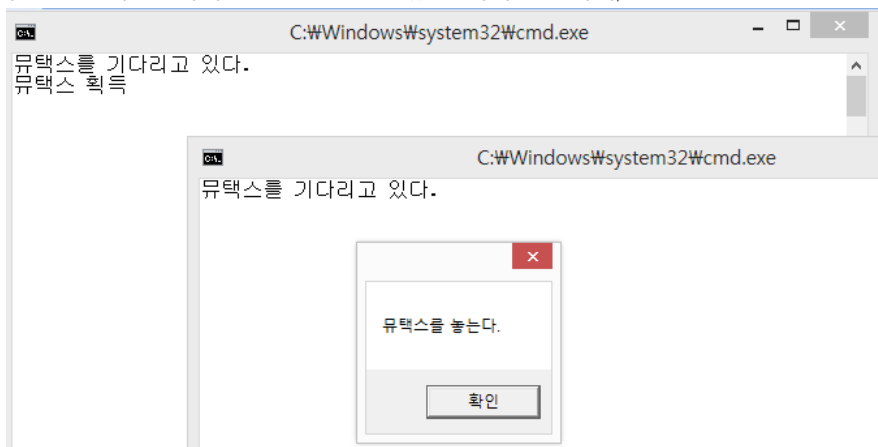 C:₩Windows₩system32₩cmd.exe
뮤택스를 기다리고 있다.
뮤택스 획득
C:₩Windows₩system32₩cmd.exe
뮤택스를 기다리고 있다.
뮤택스를 놓는다.
확인